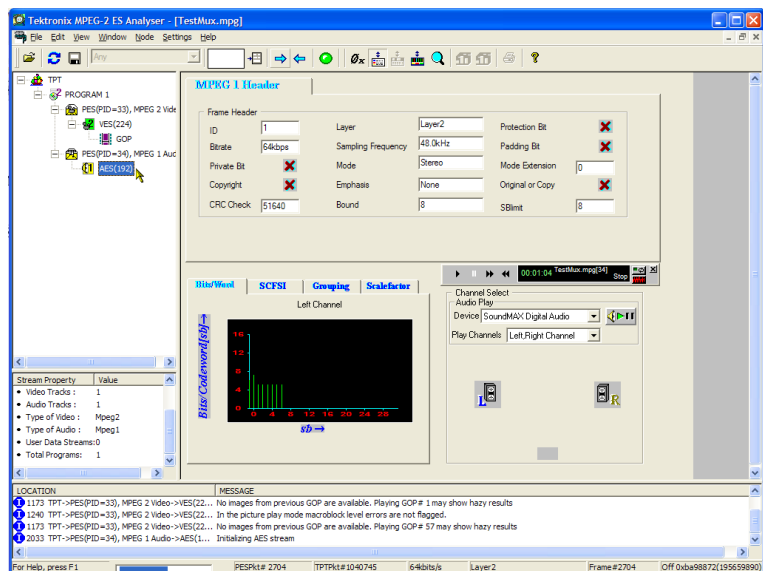 Tektronix MPEG-2 ES Analyser - [TestMux.mpg]
File Edit View Window Node Settings Help
Any
TPT
PROGRAM 1
PES(PID=33), MPEG 2 Vide
VES(224)
GOP
PES(PID=34), MPEG 1 Auc
AES(192)
MPEG 1 Header
Frame Header
ID 1 Layer Layer2 Protection Bit
Bitrate 64kbps Sampling Frequency 48.0kHz Padding Bit
Private Bit Mode Stereo Mode Extension 0
Copyright Emphasis None Original or Copy
CRC Check 51640 Bound 8 SBlimit 8
00:01:04 TestMux.mpg[34] Stop
Bits/Word SCFSI Grouping Scalefactor
Left Channel
Bits/Codeword[sb]→
16
12
8
4
0
0 4 8 12 16 20 24 28
sb→
Channel Select
Audio Play
Device SoundMAX Digital Audio
Play Channels Left,Right Channel
L R
Stream Property Value
Video Tracks : 1
Audio Tracks : 1
Type of Video : Mpeg2
Type of Audio : Mpeg1
User Data Streams:0
Total Programs: 1
LOCATION MESSAGE
1173 TPT->PES(PID=33), MPEG 2 Video->VES(22... No images from previous GOP are available. Playing GOP# 1 may show hazy results
1240 TPT->PES(PID=33), MPEG 2 Video->VES(22... In the picture play mode macroblock level errors are not flagged.
1173 TPT->PES(PID=33), MPEG 2 Video->VES(22... No images from previous GOP are available. Playing GOP# 57 may show hazy results
2033 TPT->PES(PID=34), MPEG 1 Audio->AES(1... Initializing AES stream
For Help, press F1 PESPkt# 2704 TPTPkt#1040745 64kbits/s Layer2 Frame#2704 Off 0xba98872(195659890)